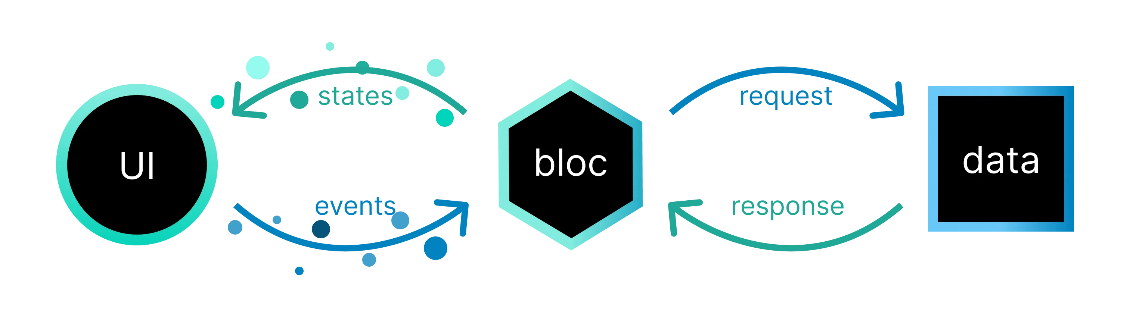 states
request
UI
bloc
data
events
response